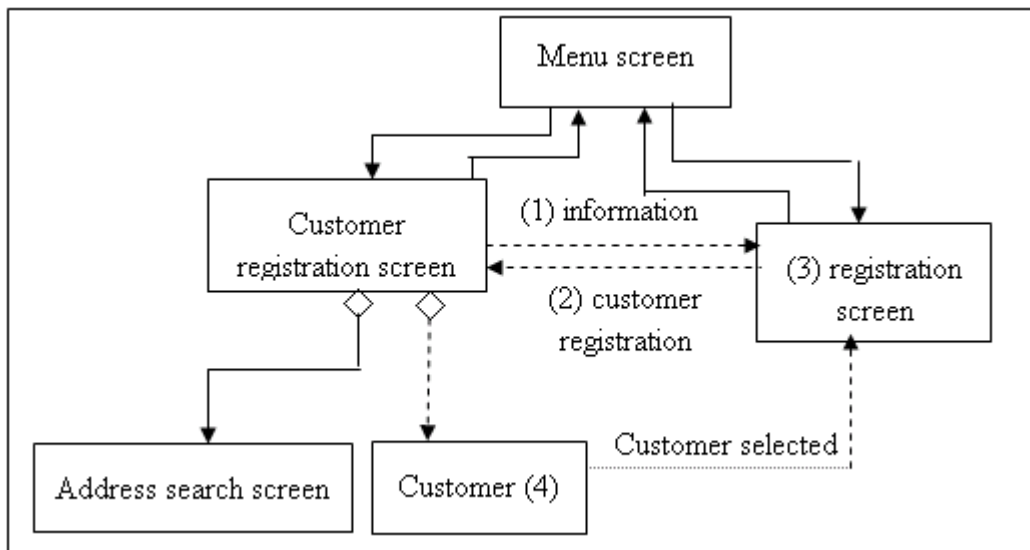 Menu screen
(1) information
Customer
registration screen
(3) registration
screen
(2) customer
registration
Customer selected
Address search screen
Customer (4)